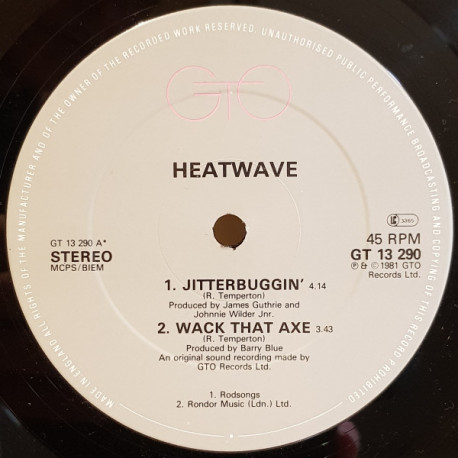 ALL RIGHTS OF THE MANUFACTURER AND OF THE OWNER OF THE RECORDED WORK RESERVED. UNAUTHORISED PUBLIC PERFORMANCE BROADCASTING AND COPYING OF THIS RECORD PROHIBITED
MADE IN ENGLAND
GTO
HEATWAVE
GT 13 290 A*
STEREO
MCPS/BIEM
LC
45 RPM
GT 13 290
℗ & © 1981 GTO
Records Ltd.
1. JITTERBUGGIN' 4.14
(R. Temperton)
Produced by James Guthrie and
Johnnie Wilder Jnr.
2. WACK THAT AXE 3.43
(R. Temperton)
Produced by Barry Blue
An original sound recording made by
GTO Records Ltd.
1. Rodsongs
2. Rondor Music (Ldn.) Ltd.